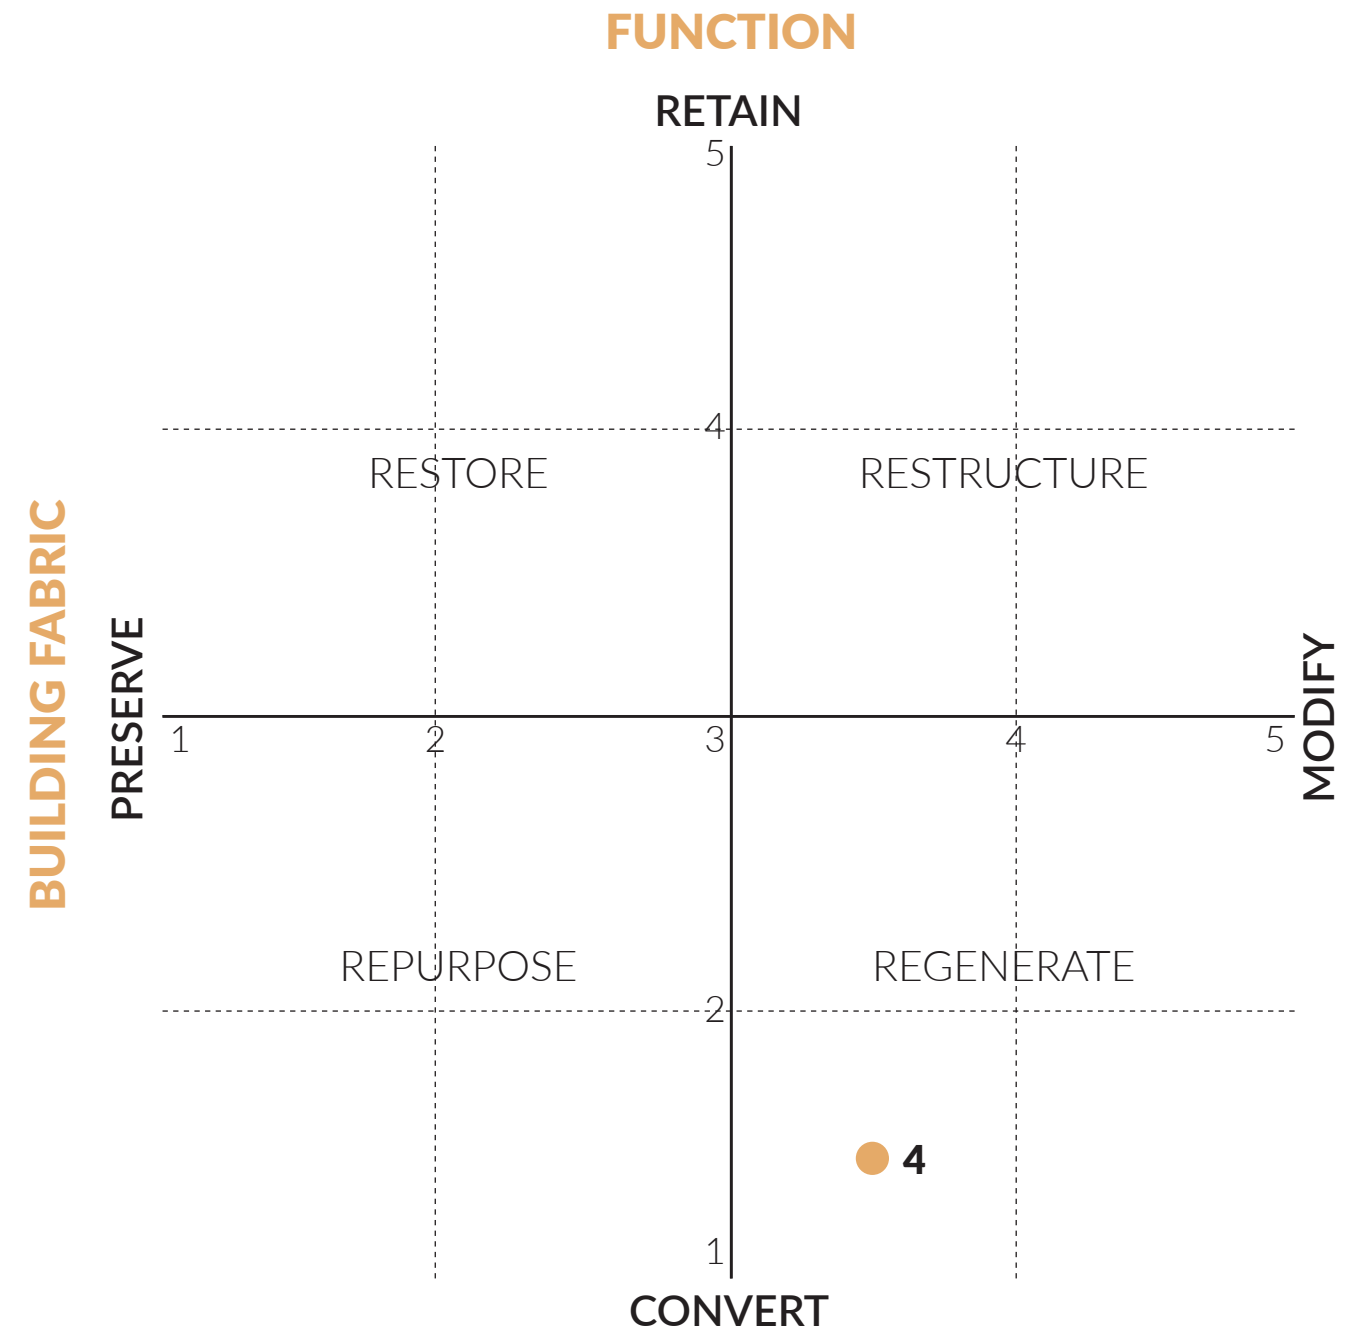 FUNCTION
RETAIN
5
4
RESTORE
RESTRUCTURE
BUILDING FABRIC
PRESERVE
1
2
3
4
5
MODIFY
REPURPOSE
REGENERATE
2
4
1
CONVERT